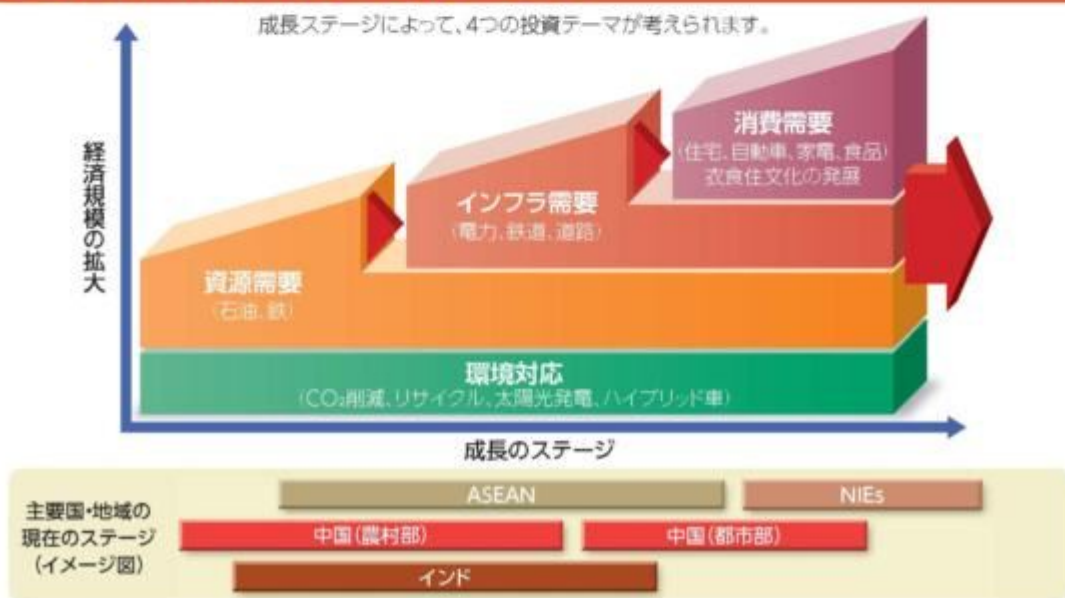 成長ステージによって、4つの投資テーマが考えられます。
経済規模の拡大
消費需要
(住宅、自動車、家電、食品)
衣食住文化の発展
インフラ需要
(電力、鉄道、道路)
資源需要
(石油、鉄)
環境対応
(CO₂削減、リサイクル、太陽光発電、ハイブリッド車)
成長のステージ
主要国・地域の
現在のステージ
(イメージ図)
ASEAN
NIEs
中国(農村部)
中国(都市部)
インド